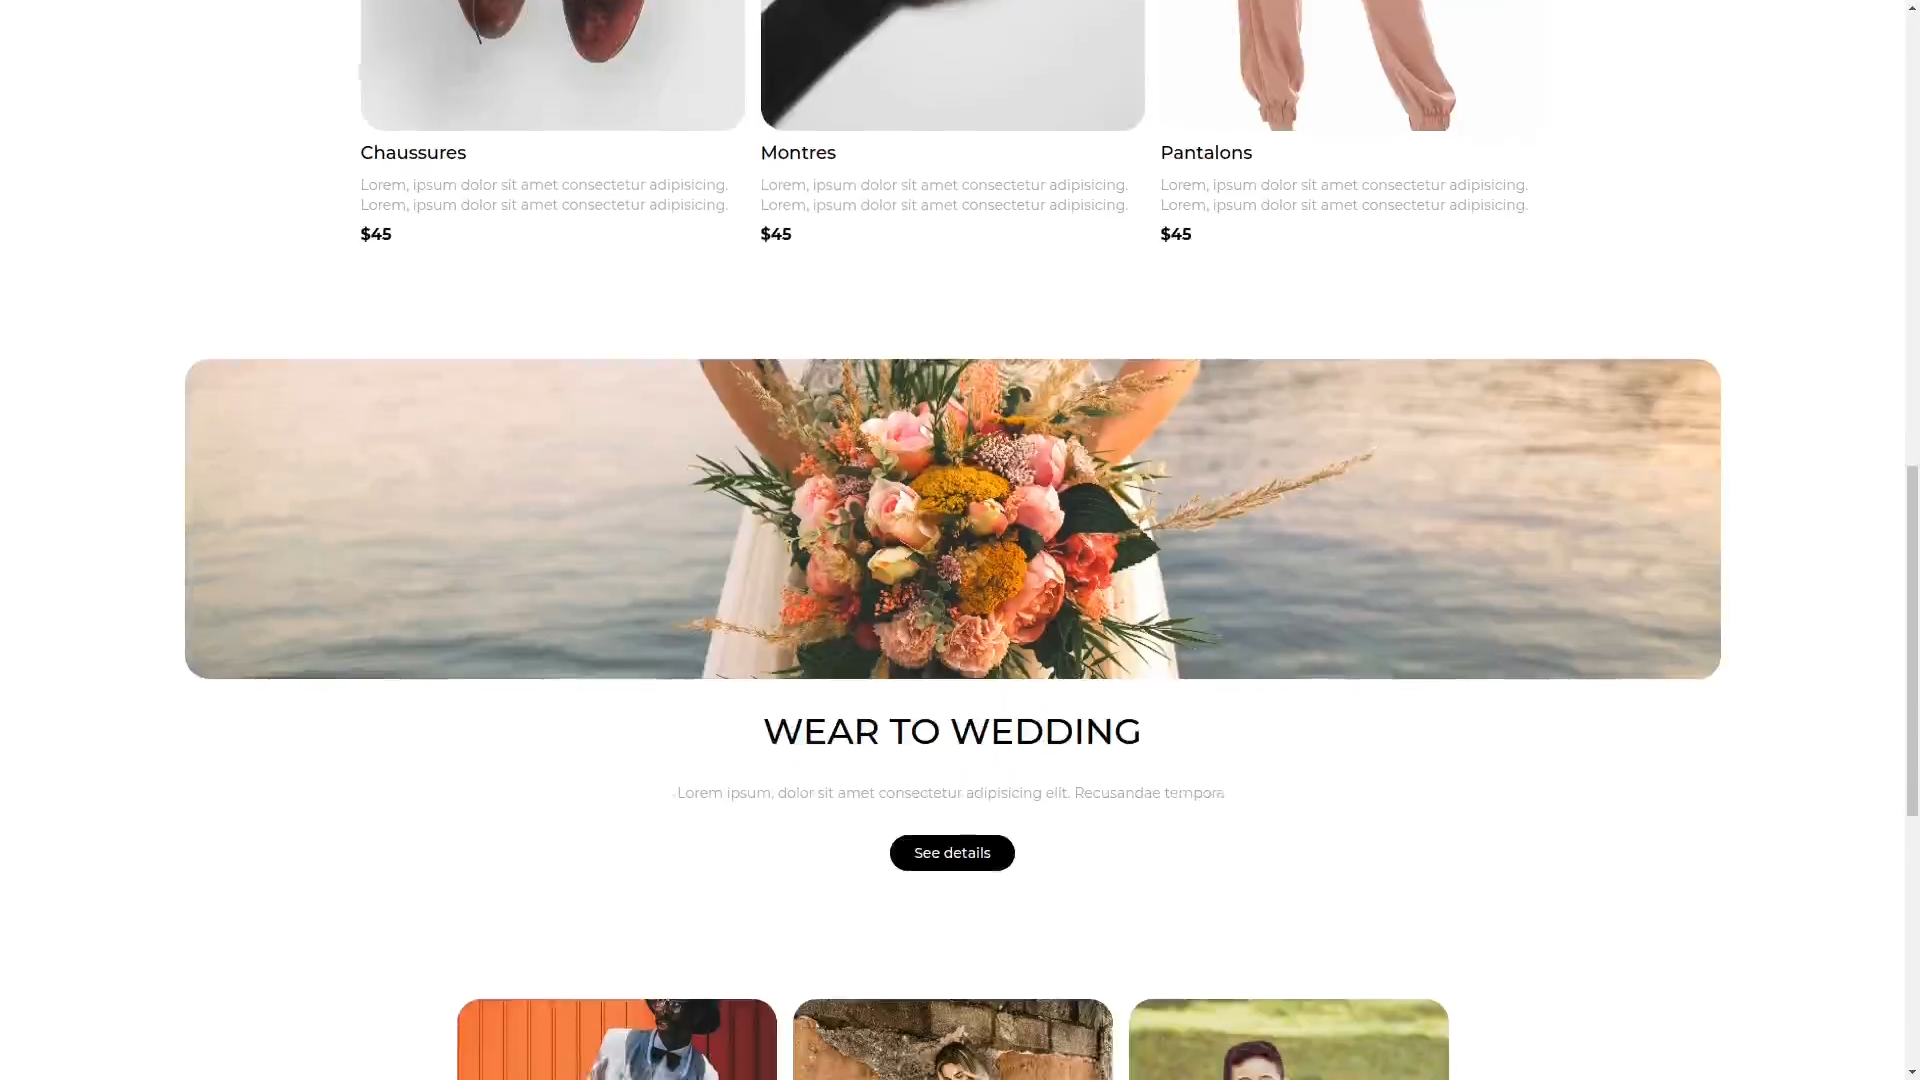 Chaussures
Lorem, ipsum dolor sit amet consectetur adipisicing.
Lorem, ipsum dolor sit amet consectetur adipisicing.
$45
Montres
Lorem, ipsum dolor sit amet consectetur adipisicing.
Lorem, ipsum dolor sit amet consectetur adipisicing.
$45
Pantalons
Lorem, ipsum dolor sit amet consectetur adipisicing.
Lorem, ipsum dolor sit amet consectetur adipisicing.
$45
WEAR TO WEDDING
Lorem ipsum, dolor sit amet consectetur adipisicing elit. Recusandae tempora
See details